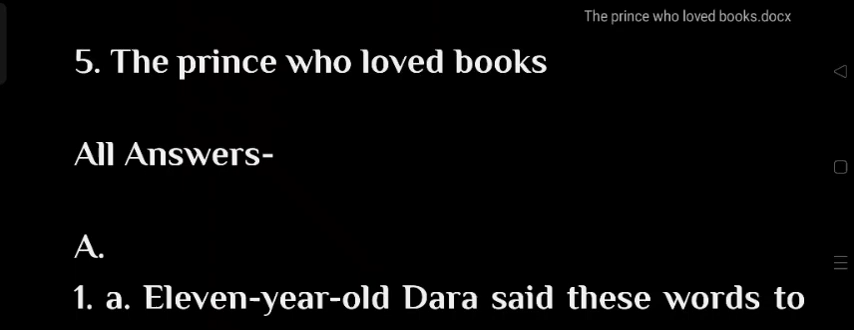 The prince who loved books.docx
5. The prince who loved books
All Answers-
A.
1. a. Eleven-year-old Dara said these words to